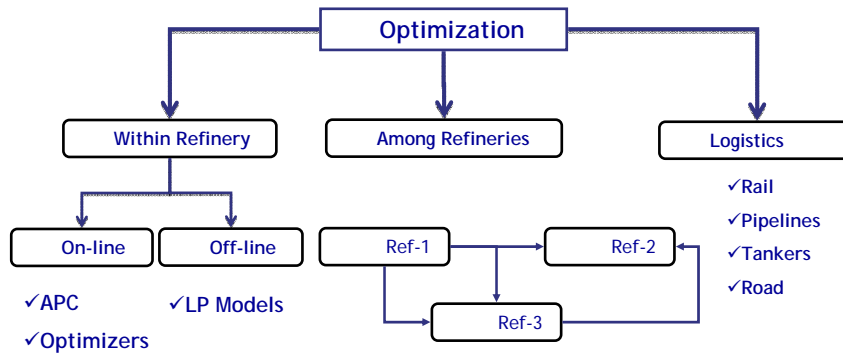 Optimization
Within Refinery
Among Refineries
Logistics
✓Rail
✓Pipelines
✓Tankers
✓Road
On-line
Off-line
✓APC
✓Optimizers
✓LP Models
Ref-1
Ref-2
Ref-3